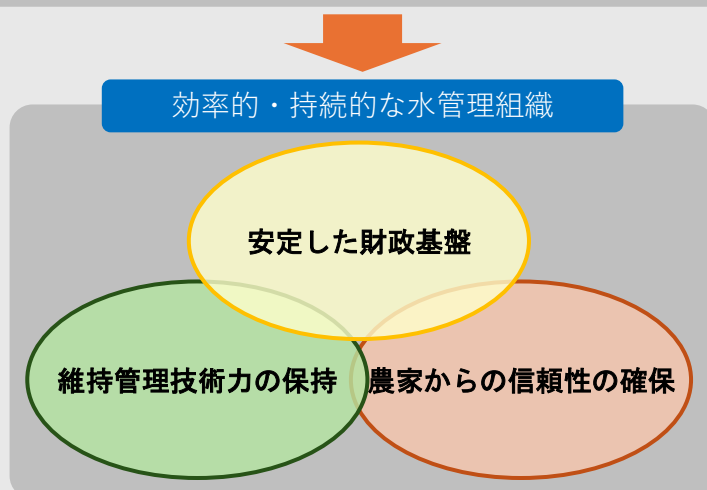 効率的・持続的な水管理組織
安定した財政基盤
維持管理技術力の保持
農家からの信頼性の確保